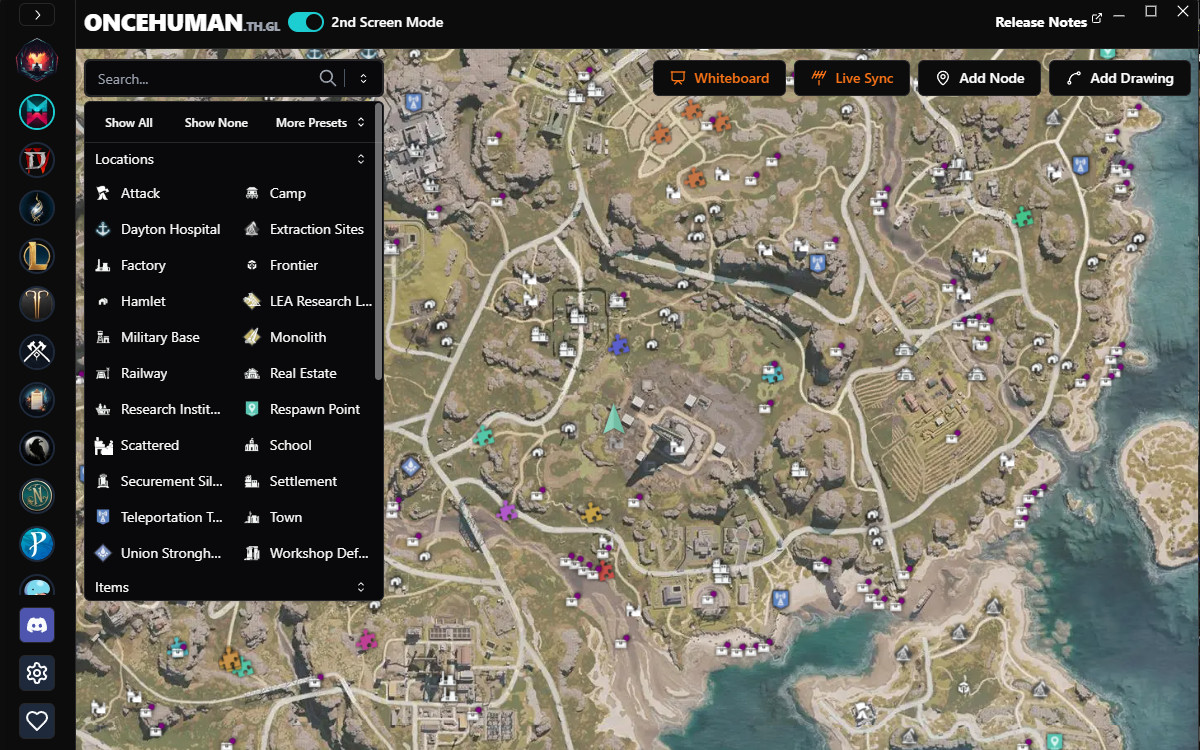 ONCEHUMAN.TH.GL 2nd Screen Mode Release Notes
Search...
Whiteboard Live Sync Add Node Add Drawing
Show All Show None More Presets
Locations
Attack Camp
Dayton Hospital Extraction Sites
Factory Frontier
Hamlet LEA Research L...
Military Base Monolith
Railway Real Estate
Research Instit... Respawn Point
Scattered School
Securement Sil... Settlement
Teleportation T... Town
Union Strongh... Workshop Def...
Items